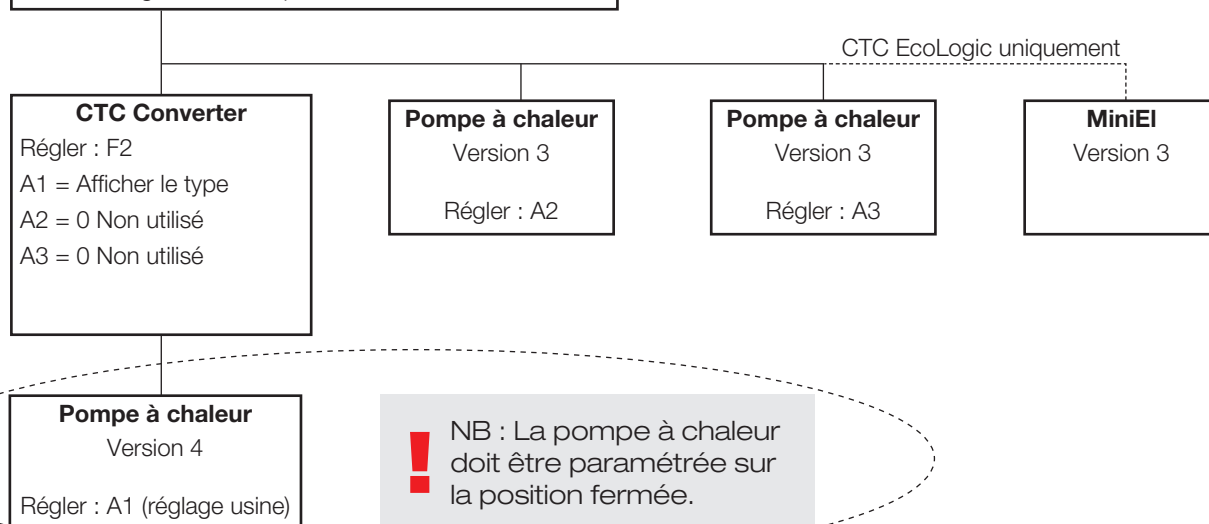 CTC EcoLogic uniquement
CTC Converter
Régler : F2
A1 = Afficher le type
A2 = 0 Non utilisé
A3 = 0 Non utilisé
Pompe à chaleur
Version 3
Régler : A2
Pompe à chaleur
Version 3
Régler : A3
MiniEl
Version 3
Pompe à chaleur
Version 4
Régler : A1 (réglage usine)
! NB : La pompe à chaleur
doit être paramétrée sur
la position fermée.